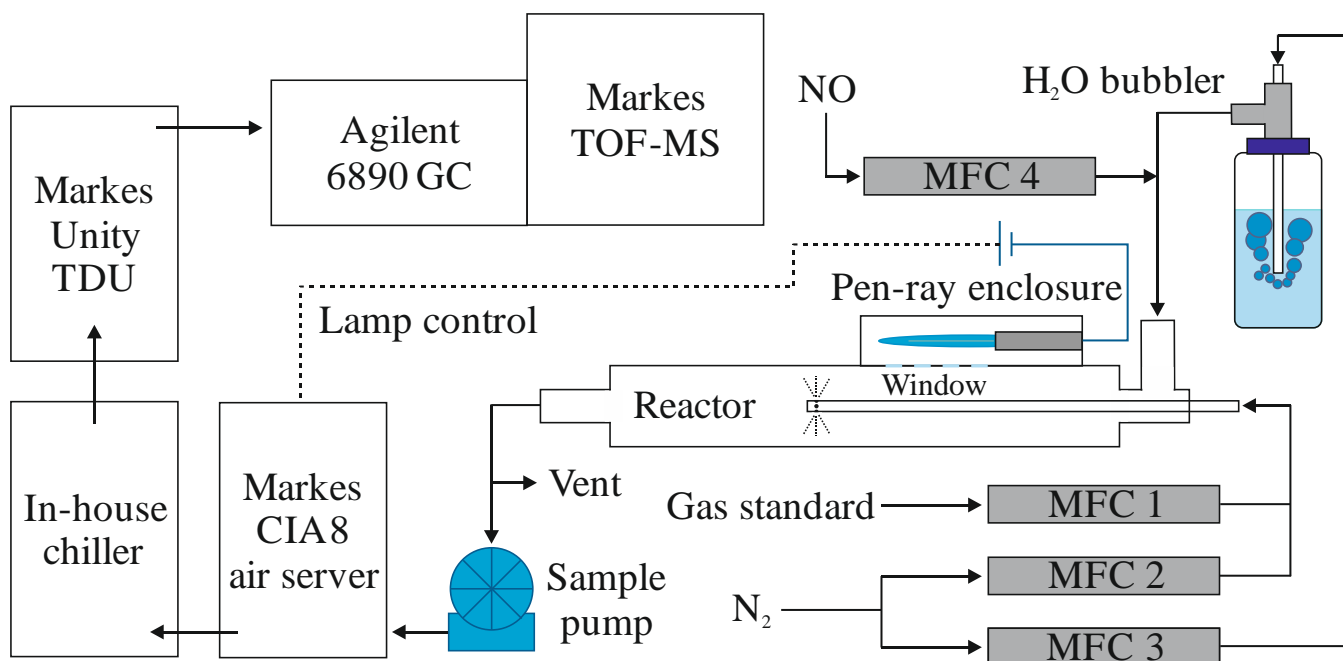 Markes
Unity
TDU
Agilent
6890 GC
Markes
TOF-MS
NO
MFC 4
H₂O bubbler
Lamp control
Pen-ray enclosure
Window
Reactor
In-house
chiller
Markes
CIA8
air server
Vent
Sample
pump
Gas standard
MFC 1
MFC 2
N₂
MFC 3